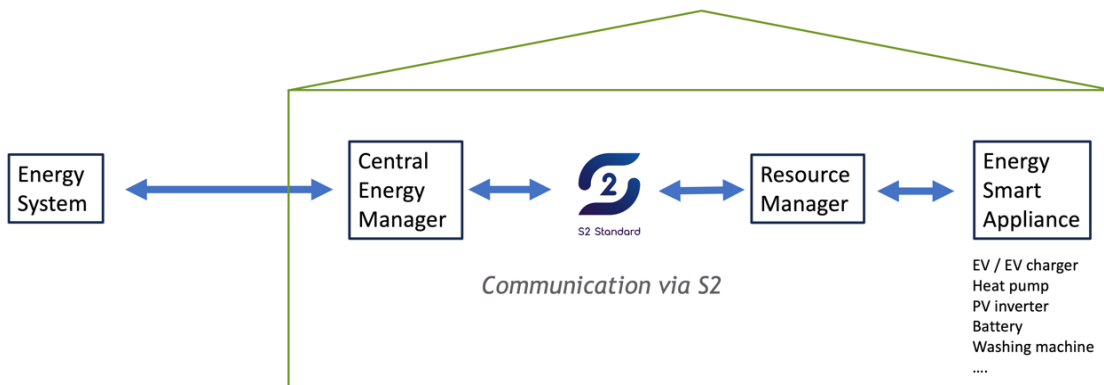 Energy
System
Central
Energy
Manager
2
S2 Standard
Resource
Manager
Energy
Smart
Appliance
Communication via S2
EV / EV charger
Heat pump
PV inverter
Battery
Washing machine
....